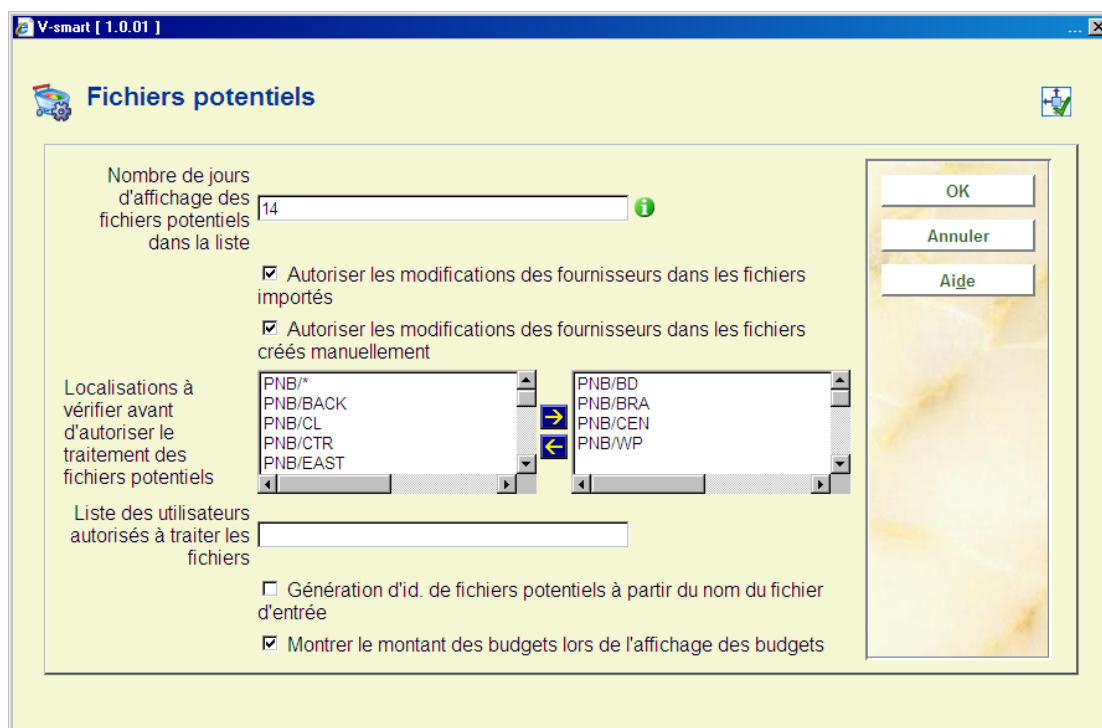 V-smart [ 1.0.01 ]
...
Fichiers potentiels
Nombre de jours
d'affichage des
fichiers potentiels
dans la liste
14
OK
Annuler
Aide
Autoriser les modifications des fournisseurs dans les fichiers
importés
Autoriser les modifications des fournisseurs dans les fichiers
créés manuellement
Localisations à
vérifier avant
d'autoriser le
traitement des
fichiers potentiels
PNB/*
PNB/BACK
PNB/CL
PNB/CTR
PNB/EAST
PNB/BD
PNB/BRA
PNB/CEN
PNB/WP
Liste des utilisateurs
autorisés à traiter les
fichiers
Génération d'id. de fichiers potentiels à partir du nom du fichier
d'entrée
Montrer le montant des budgets lors de l'affichage des budgets